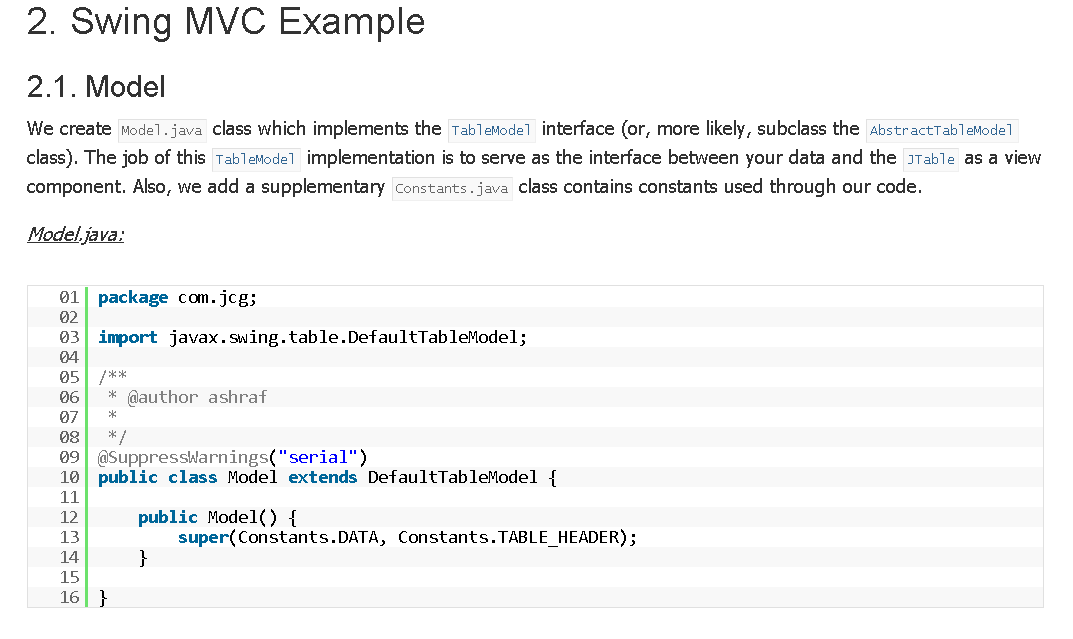 2. Swing MVC Example
2.1. Model
We create Model.java class which implements the TableModel interface (or, more likely, subclass the AbstractTableModel
class). The job of this TableModel implementation is to serve as the interface between your data and the JTable as a view
component. Also, we add a supplementary Constants.java class contains constants used through our code.
Model.java:
01 package com.jcg;
02
03 import javax.swing.table.DefaultTableModel;
04
05 /**
06  * @author ashraf
07  *
08  */
09 @SuppressWarnings("serial")
10 public class Model extends DefaultTableModel {
11
12     public Model() {
13         super(Constants.DATA, Constants.TABLE_HEADER);
14     }
15
16 }